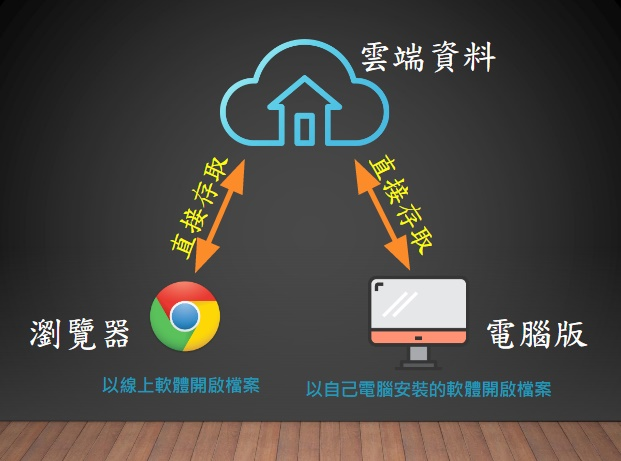 雲端資料
直接存取
直接存取
瀏覽器
電腦版
以線上軟體開啟檔案
以自己電腦安裝的軟體開啟檔案